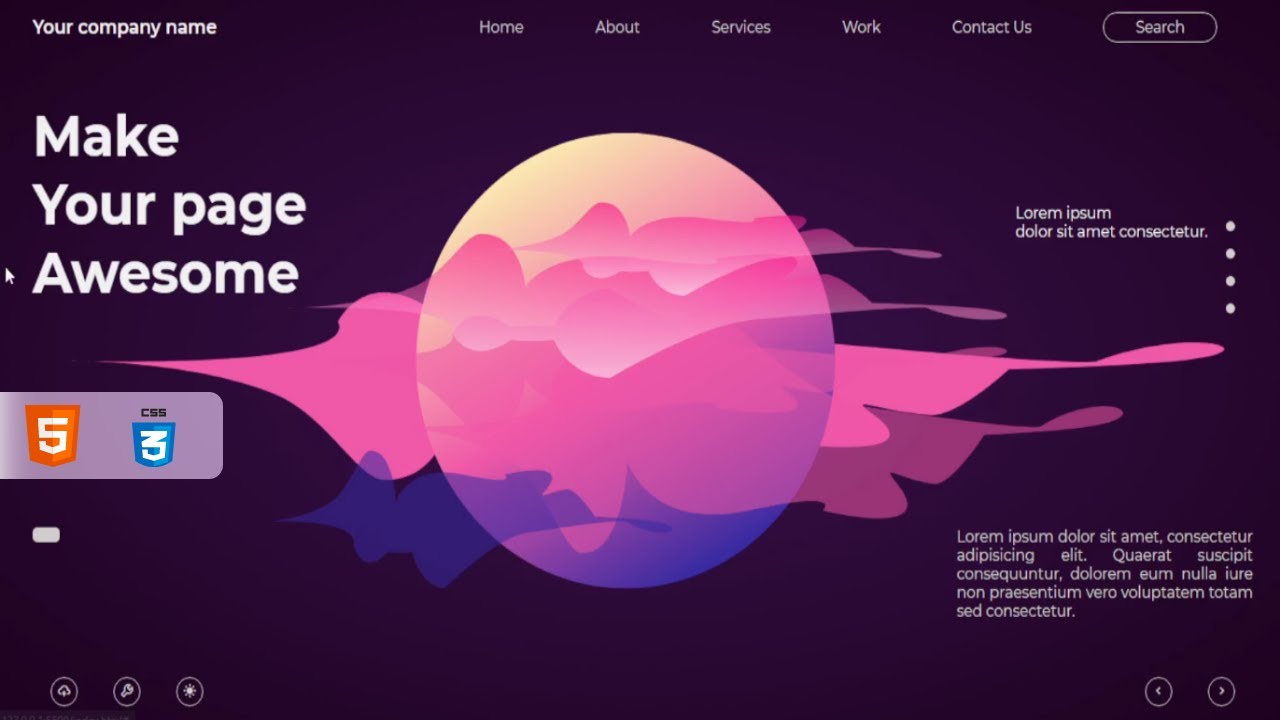 Your company name
Home
About
Services
Work
Contact Us
Search
Make
Your page
Awesome
Lorem ipsum
dolor sit amet consectetur.
5
CSS
3
Lorem ipsum dolor sit amet, consectetur
adipisicing elit. Quaerat suscipit
consequuntur, dolorem eum nulla iure
non praesentium vero voluptatem totam
sed consectetur.